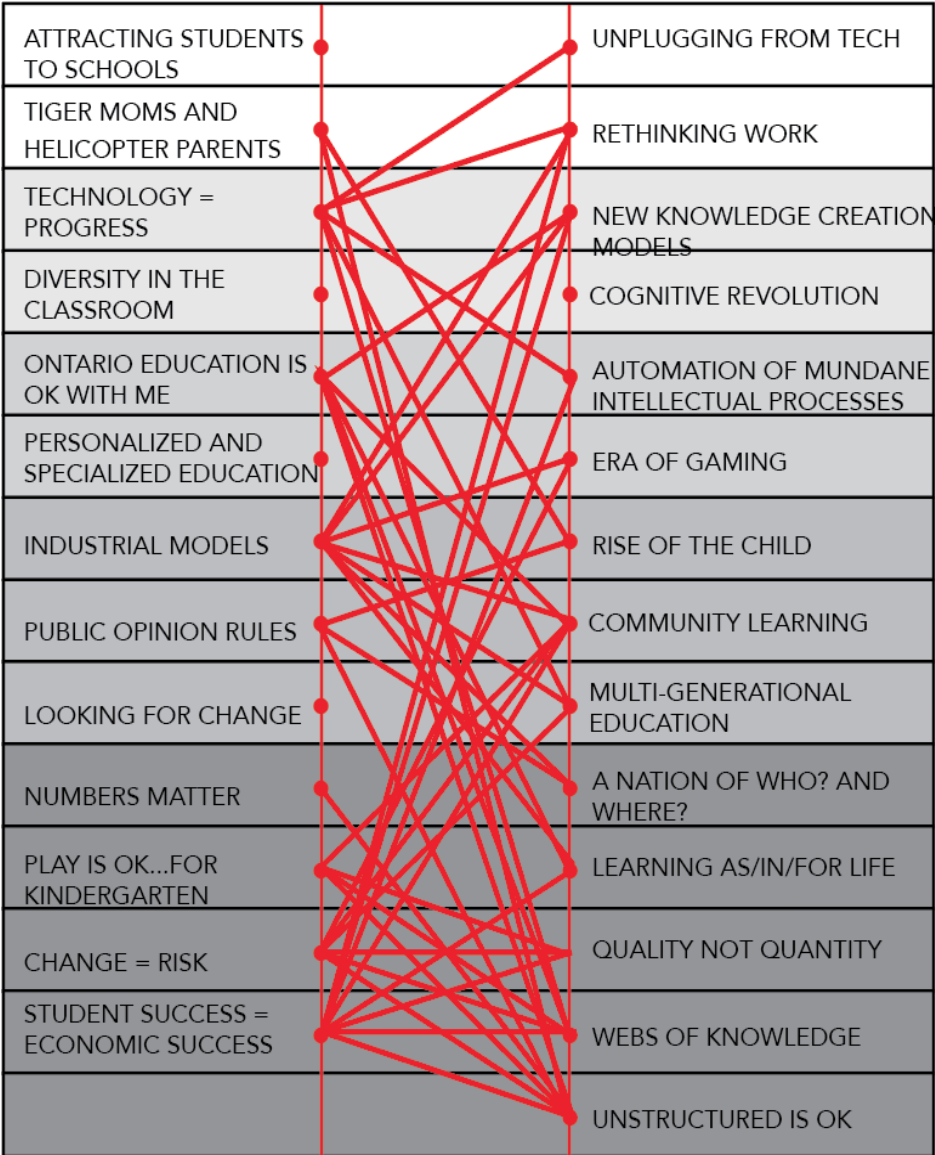 ATTRACTING STUDENTS
TO SCHOOLS
UNPLUGGING FROM TECH
TIGER MOMS AND
HELICOPTER PARENTS
RETHINKING WORK
TECHNOLOGY =
PROGRESS
NEW KNOWLEDGE CREATION
MODELS
DIVERSITY IN THE
CLASSROOM
COGNITIVE REVOLUTION
ONTARIO EDUCATION IS
OK WITH ME
AUTOMATION OF MUNDANE
INTELLECTUAL PROCESSES
PERSONALIZED AND
SPECIALIZED EDUCATION
ERA OF GAMING
INDUSTRIAL MODELS
RISE OF THE CHILD
PUBLIC OPINION RULES
COMMUNITY LEARNING
LOOKING FOR CHANGE
MULTI-GENERATIONAL
EDUCATION
NUMBERS MATTER
A NATION OF WHO? AND
WHERE?
PLAY IS OK...FOR
KINDERGARTEN
LEARNING AS/IN/FOR LIFE
CHANGE = RISK
QUALITY NOT QUANTITY
STUDENT SUCCESS =
ECONOMIC SUCCESS
WEBS OF KNOWLEDGE
UNSTRUCTURED IS OK